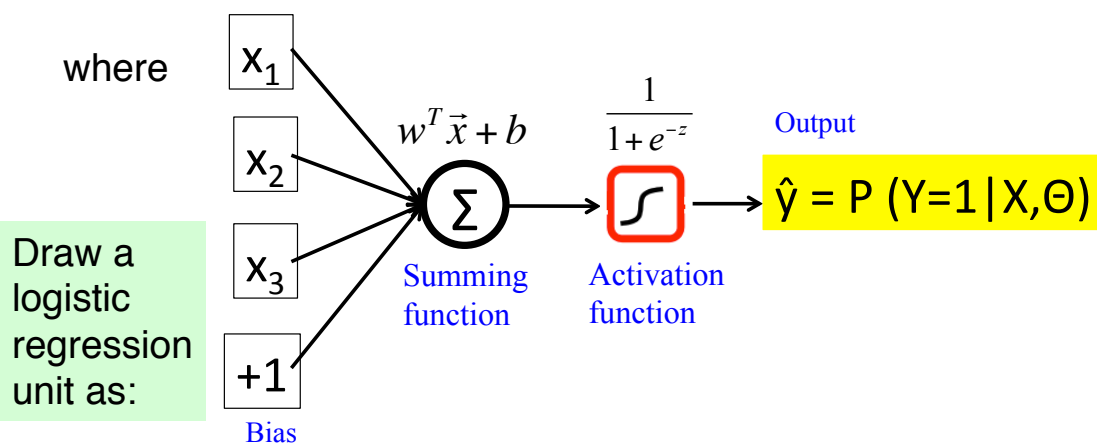 where
x₁
x₂
x₃
+1
Bias
Draw a
logistic
regression
unit as:
w^T x⃗ + b
Σ
Summing
function
1
1 + e^{-z}
Activation
function
Output
ŷ = P (Y=1|X,Θ)